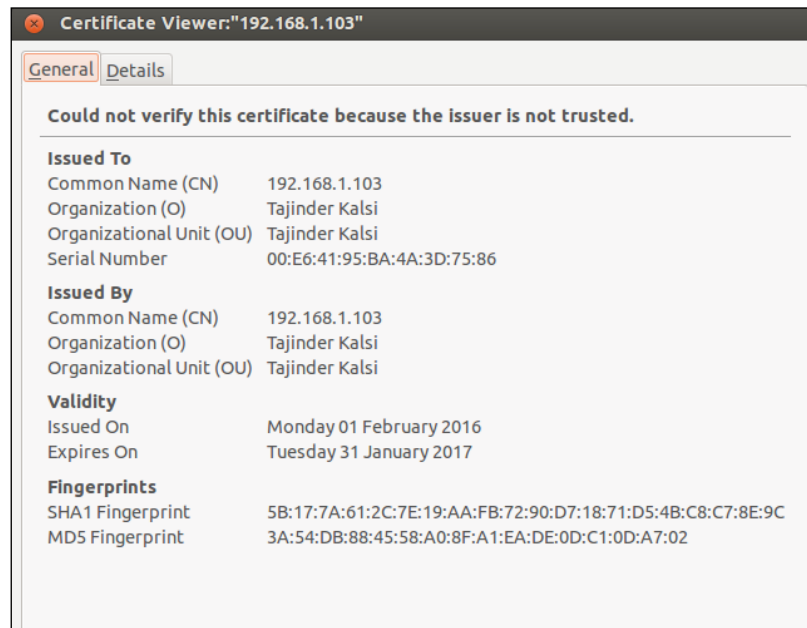 Certificate Viewer:"192.168.1.103"
General Details
Could not verify this certificate because the issuer is not trusted.
Issued To
Common Name (CN) 192.168.1.103
Organization (O) Tajinder Kalsi
Organizational Unit (OU) Tajinder Kalsi
Serial Number 00:E6:41:95:BA:4A:3D:75:86
Issued By
Common Name (CN) 192.168.1.103
Organization (O) Tajinder Kalsi
Organizational Unit (OU) Tajinder Kalsi
Validity
Issued On Monday 01 February 2016
Expires On Tuesday 31 January 2017
Fingerprints
SHA1 Fingerprint 5B:17:7A:61:2C:7E:19:AA:FB:72:90:D7:18:71:D5:4B:C8:C7:8E:9C
MD5 Fingerprint 3A:54:DB:88:45:58:A0:8F:A1:EA:DE:0D:C1:0D:A7:02